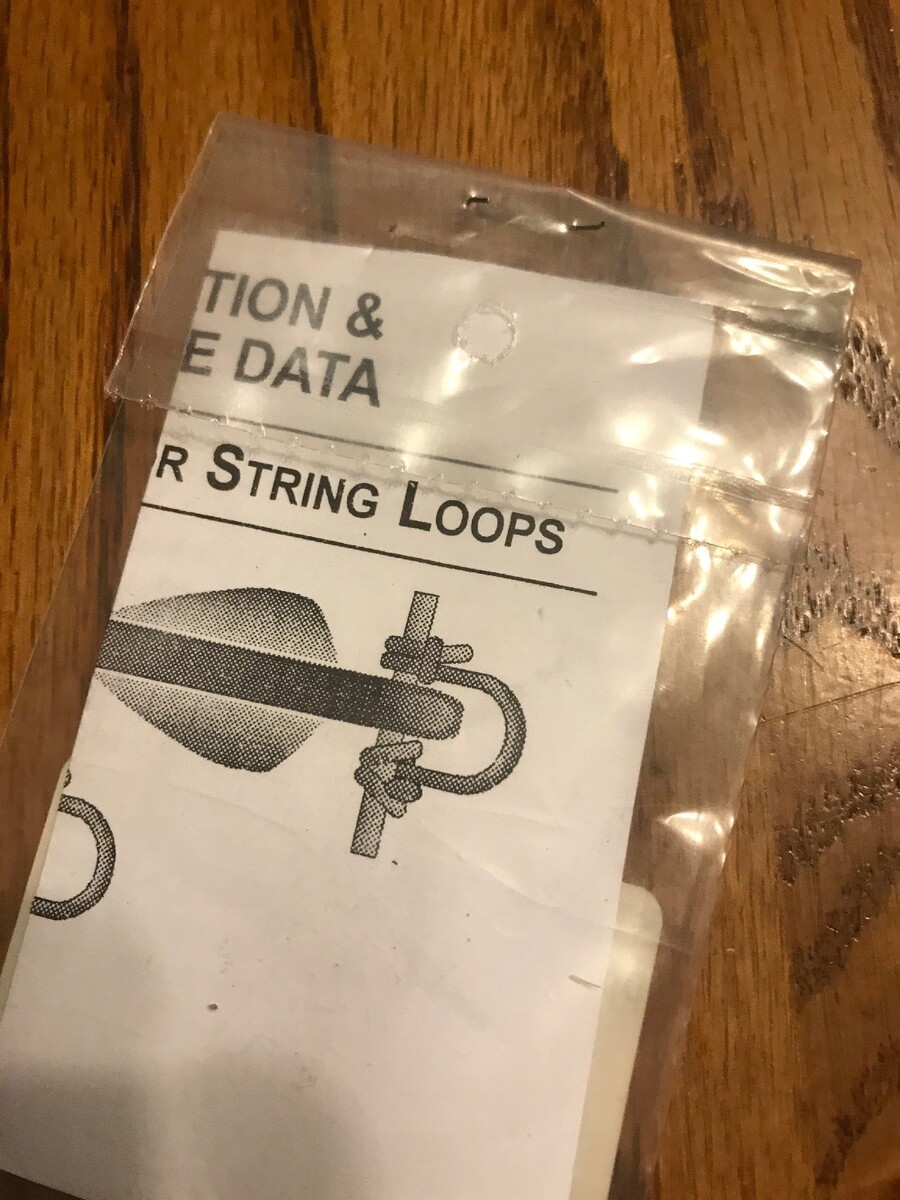 TION &
E DATA
R STRING LOOPS